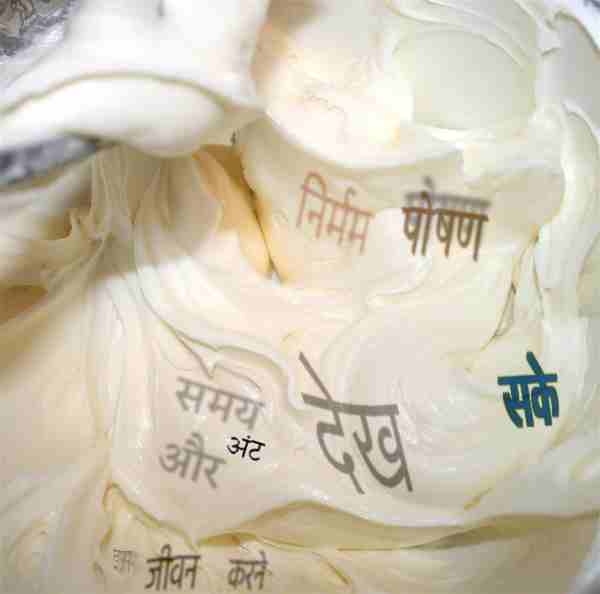 निर्मम पोषण
समय देख सके
और अंट
जीवन करने